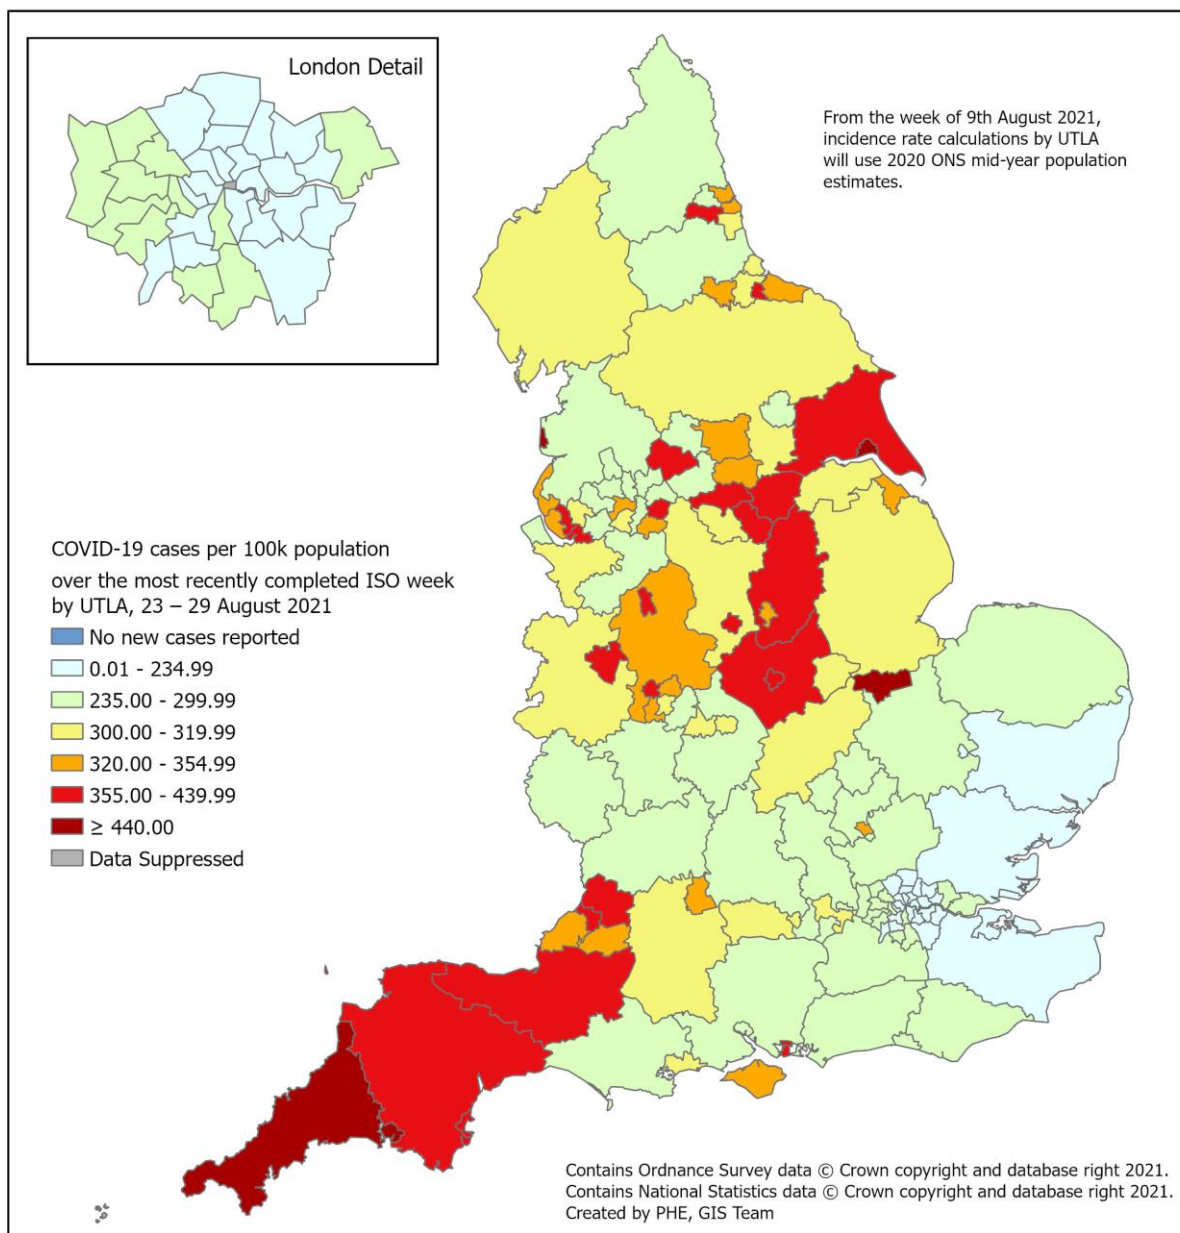 London Detail
From the week of 9th August 2021,
incidence rate calculations by UTLA
will use 2020 ONS mid-year population
estimates.
COVID-19 cases per 100k population
over the most recently completed ISO week
by UTLA, 23 – 29 August 2021
No new cases reported
0.01 - 234.99
235.00 - 299.99
300.00 - 319.99
320.00 - 354.99
355.00 - 439.99
≥ 440.00
Data Suppressed
Contains Ordnance Survey data © Crown copyright and database right 2021.
Contains National Statistics data © Crown copyright and database right 2021.
Created by PHE, GIS Team